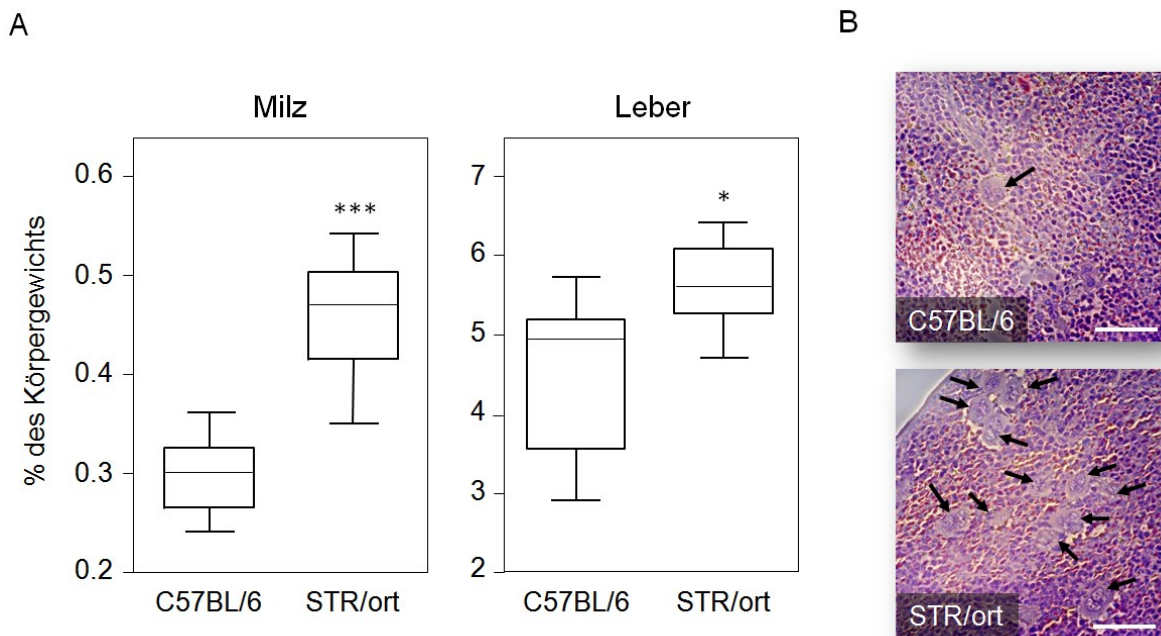 A
B
Milz
Leber
% des Körpergewichts
0.6
0.5
0.4
0.3
0.2
***
C57BL/6
STR/ort
7
6
5
4
3
2
*
C57BL/6
STR/ort
C57BL/6
STR/ort